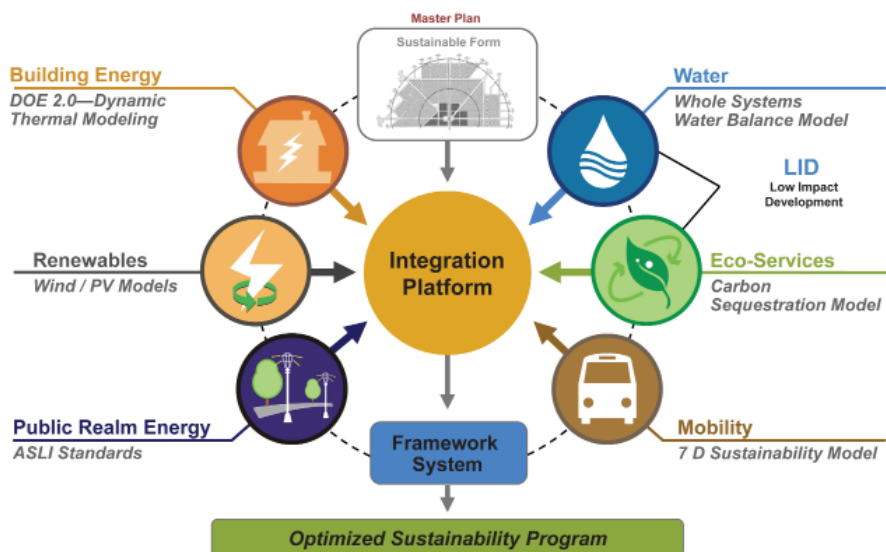 Master Plan
Sustainable Form
Building Energy
DOE 2.0—Dynamic
Thermal Modeling
Water
Whole Systems
Water Balance Model
LID
Low Impact
Development
Integration
Platform
Renewables
Wind / PV Models
Eco-Services
Carbon
Sequestration Model
Public Realm Energy
ASLI Standards
Mobility
7 D Sustainability Model
Framework
System
Optimized Sustainability Program